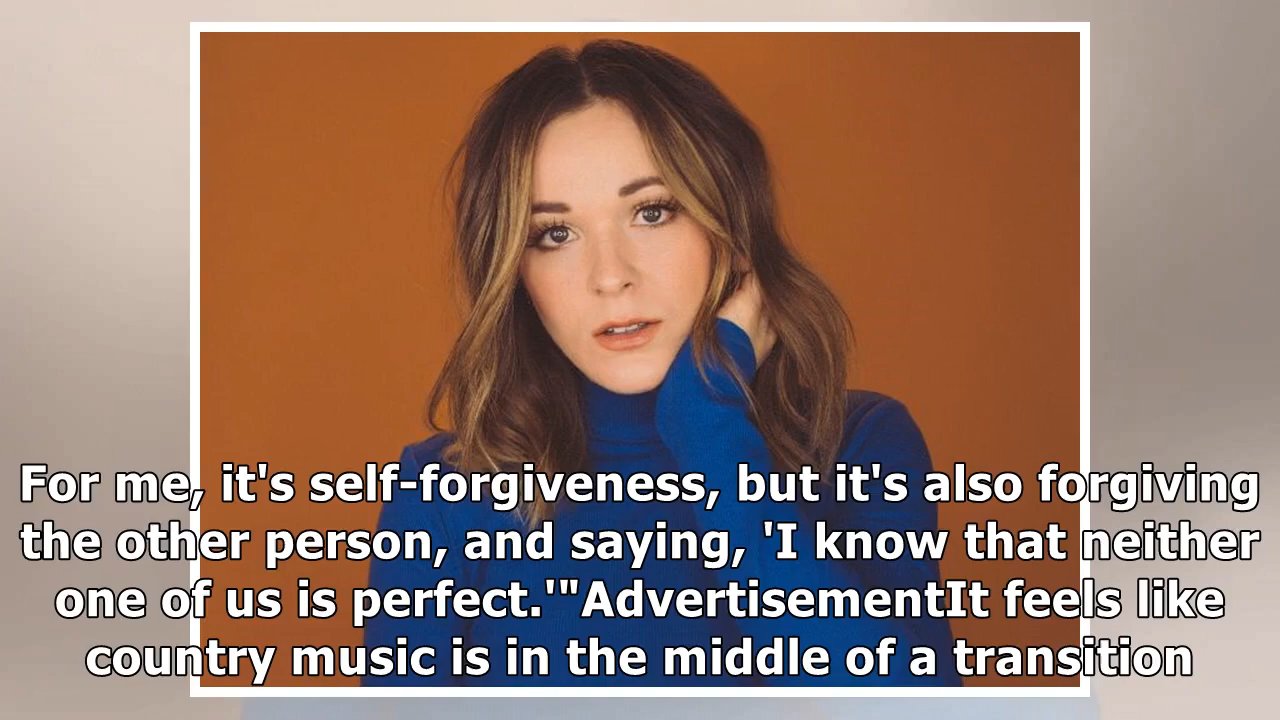 For me, it's self-forgiveness, but it's also forgiving
the other person, and saying, 'I know that neither
one of us is perfect.'"AdvertisementIt feels like
country music is in the middle of a transition